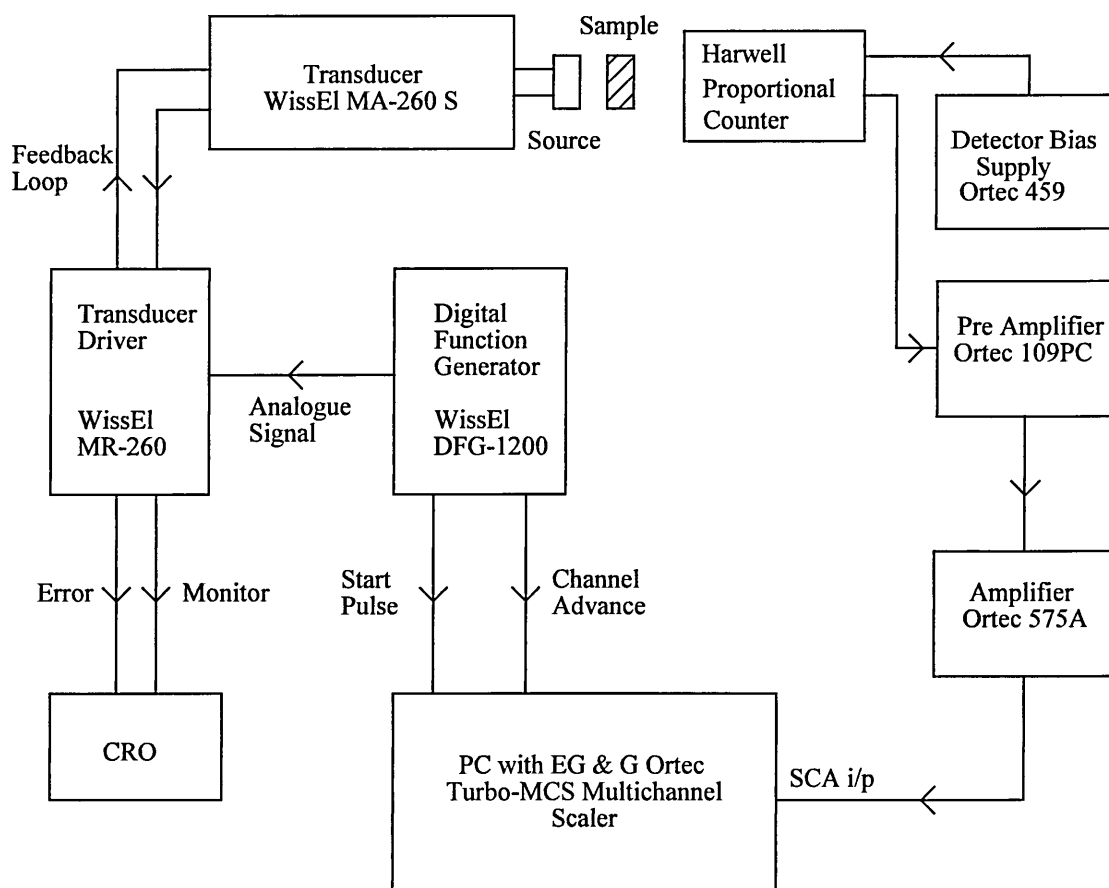 Sample
Transducer
WissEl MA-260 S
Source
Harwell
Proportional
Counter
Detector Bias
Supply
Ortec 459
Feedback
Loop
Transducer
Driver
WissEl
MR-260
Digital
Function
Generator
WissEl
DFG-1200
Analogue
Signal
Pre Amplifier
Ortec 109PC
Error
Monitor
Start
Pulse
Channel
Advance
Amplifier
Ortec 575A
CRO
PC with EG & G Ortec
Turbo-MCS Multichannel
Scaler
SCA i/p